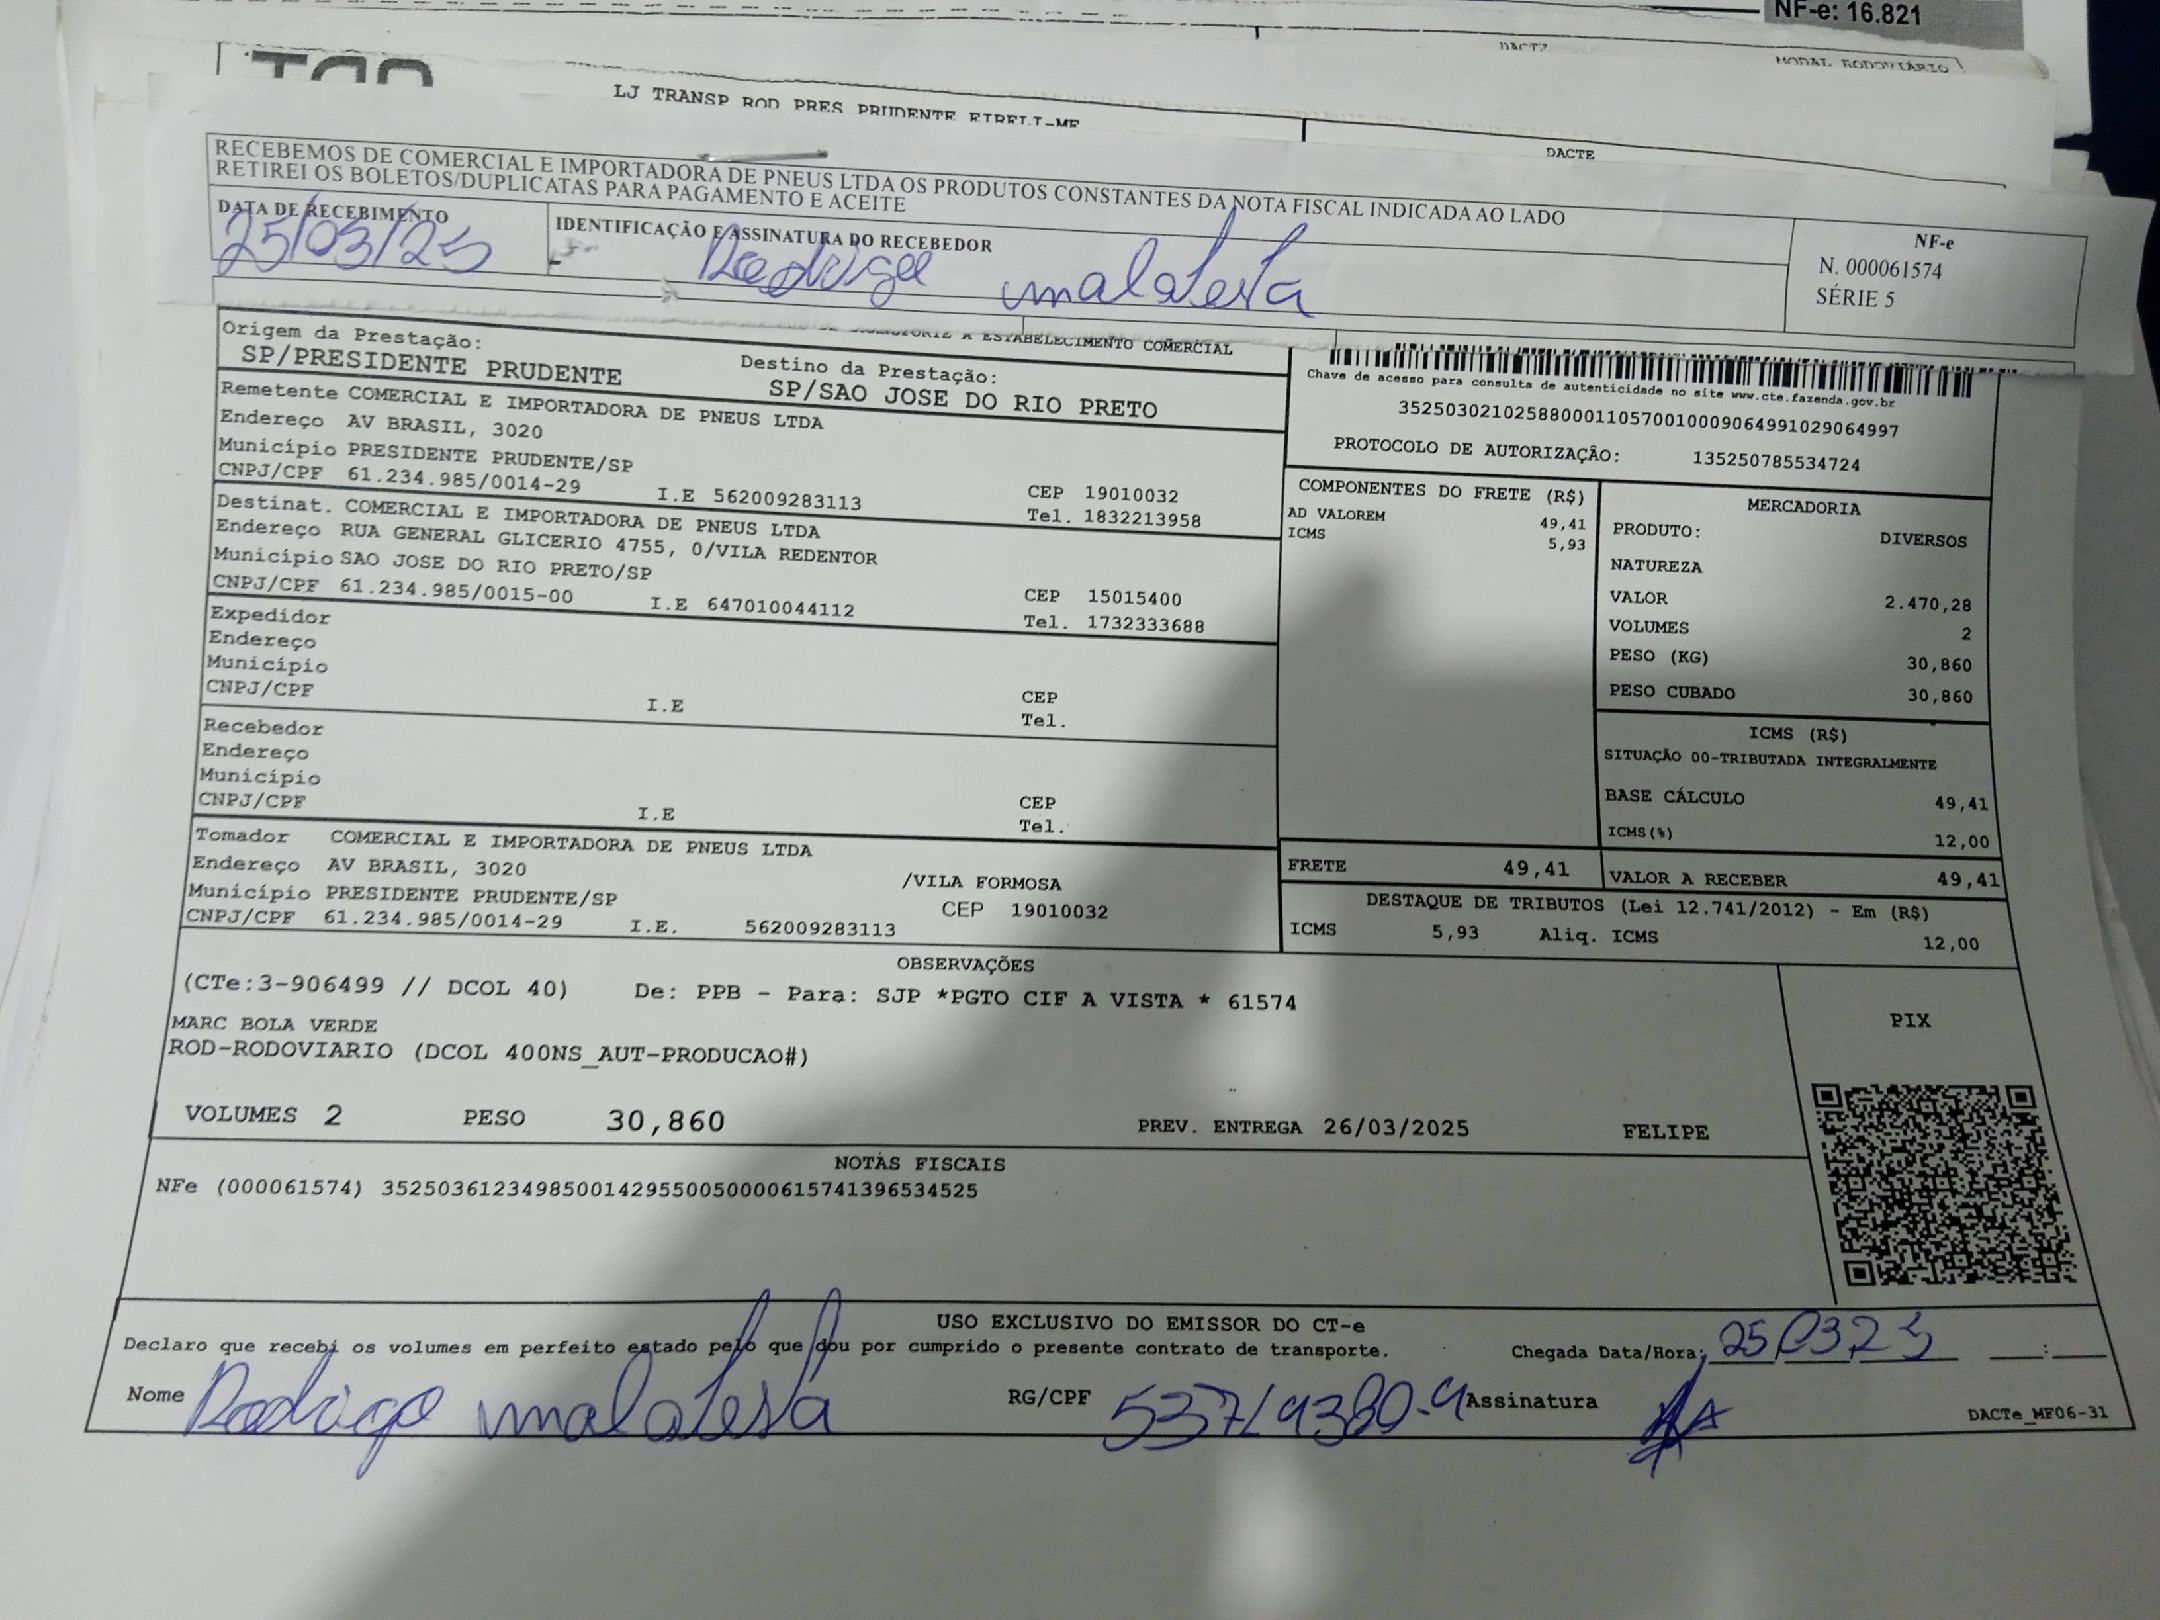 NF-e: 16.821
DACTE
MODAL RODOVIÁRIO
LJ TRANSP ROD PRES PRUDENTE EIRELI-ME
DACTE
RECEBEMOS DE COMERCIAL E IMPORTADORA DE PNEUS LTDA OS PRODUTOS CONSTANTES DA NOTA FISCAL INDICADA AO LADO
RETIREI OS BOLETOS/DUPLICATAS PARA PAGAMENTO E ACEITE
DATA DE RECEBIMENTO
25/03/25
IDENTIFICAÇÃO E ASSINATURA DO RECEBEDOR
Rodrigo malatesta
NF-e
N. 000061574
SÉRIE 5
A ESTABELECIMENTO COMERCIAL
Origem da Prestação:
SP/PRESIDENTE PRUDENTE
Destino da Prestação:
SP/SAO JOSE DO RIO PRETO
Chave de acesso para consulta de autenticidade no site www.cte.fazenda.gov.br
35250302102588000110570010009064991029064997
PROTOCOLO DE AUTORIZAÇÃO: 135250785534724
Remetente COMERCIAL E IMPORTADORA DE PNEUS LTDA
Endereço AV BRASIL, 3020
Município PRESIDENTE PRUDENTE/SP
CNPJ/CPF 61.234.985/0014-29 I.E 562009283113
CEP 19010032
Tel. 1832213958
Destinat. COMERCIAL E IMPORTADORA DE PNEUS LTDA
Endereço RUA GENERAL GLICERIO 4755, 0/VILA REDENTOR
Município SAO JOSE DO RIO PRETO/SP
CNPJ/CPF 61.234.985/0015-00 I.E 647010044112
CEP 15015400
Tel. 1732333688
Expedidor
Endereço
Município
CNPJ/CPF I.E
CEP
Tel.
Recebedor
Endereço
Município
CNPJ/CPF I.E
CEP
Tel.
Tomador COMERCIAL E IMPORTADORA DE PNEUS LTDA
Endereço AV BRASIL, 3020 /VILA FORMOSA
Município PRESIDENTE PRUDENTE/SP CEP 19010032
CNPJ/CPF 61.234.985/0014-29 I.E. 562009283113
COMPONENTES DO FRETE (R$)
AD VALOREM 49,41
ICMS 5,93
MERCADORIA
PRODUTO: DIVERSOS
NATUREZA
VALOR 2.470,28
VOLUMES 2
PESO (KG) 30,860
PESO CUBADO 30,860
ICMS (R$)
SITUAÇÃO 00-TRIBUTADA INTEGRALMENTE
BASE CÁLCULO 49,41
ICMS(%) 12,00
FRETE 49,41
VALOR A RECEBER 49,41
DESTAQUE DE TRIBUTOS (Lei 12.741/2012) - Em (R$)
ICMS 5,93 Aliq. ICMS 12,00
OBSERVAÇÕES
(CTe:3-906499 // DCOL 40) De: PPB - Para: SJP *PGTO CIF A VISTA * 61574
MARC BOLA VERDE
ROD-RODOVIARIO (DCOL 400NS_AUT-PRODUCAO#)
PIX
VOLUMES 2 PESO 30,860 PREV. ENTREGA 26/03/2025 FELIPE
NOTAS FISCAIS
NFe (000061574) 35250361234985001429550050000615741396534525
USO EXCLUSIVO DO EMISSOR DO CT-e
Declaro que recebi os volumes em perfeito estado pelo que dou por cumprido o presente contrato de transporte.
Chegada Data/Hora: 25 03 25 :
Nome Rodrigo malatesta RG/CPF Assinatura
DACTe_MF06-31